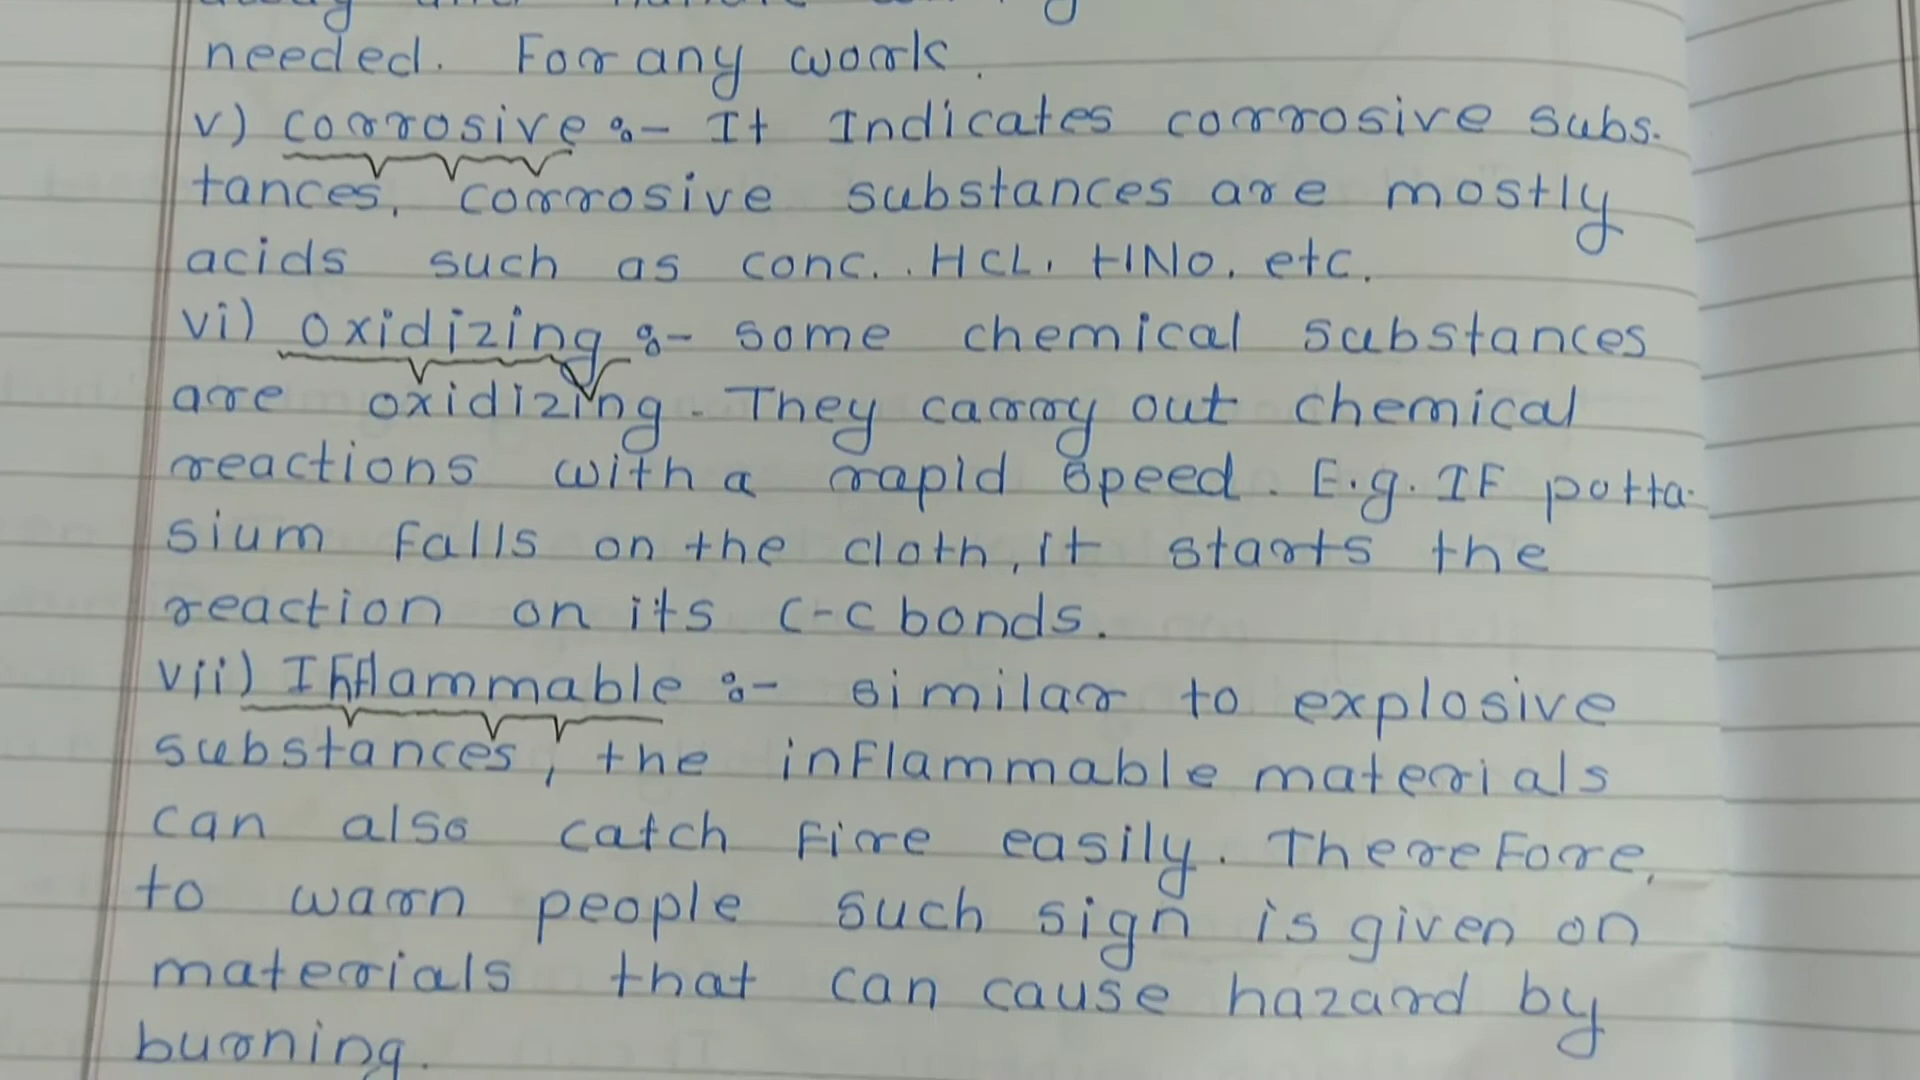 needed. For any work.
v) corrosive :- It Indicates corrosive subs-
tances, corrosive substances are mostly
acids such as conc. HCL, HNO, etc.
vi) oxidizing :- some chemical substances
are oxidizing. They carry out chemical
reactions with a rapid speed. E.g. IF potta-
sium falls on the cloth, it starts the
reaction on its C-C bonds.
vii) Inflammable :- similar to explosive
substances, the inflammable materials
can also catch fire easily. Therefore,
to warn people such sign is given on
materials that can cause hazard by
burning.